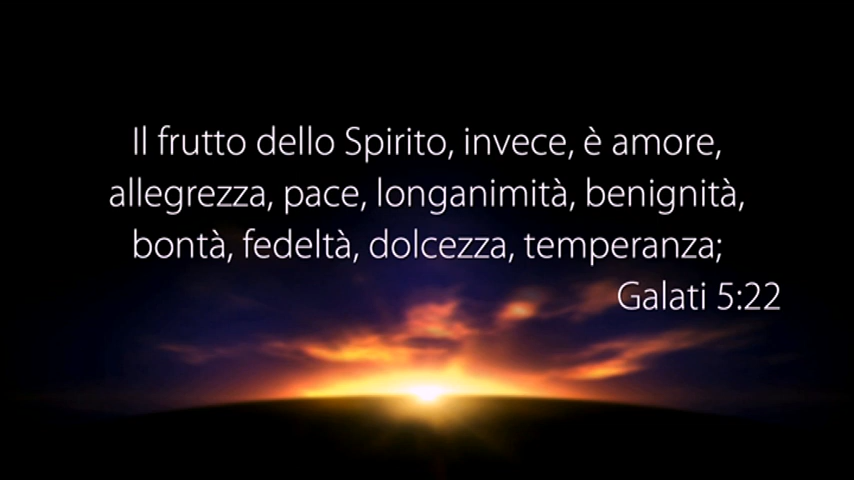 Il frutto dello Spirito, invece, è amore,
allegrezza, pace, longanimità, benignità,
bontà, fedeltà, dolcezza, temperanza;
Galati 5:22